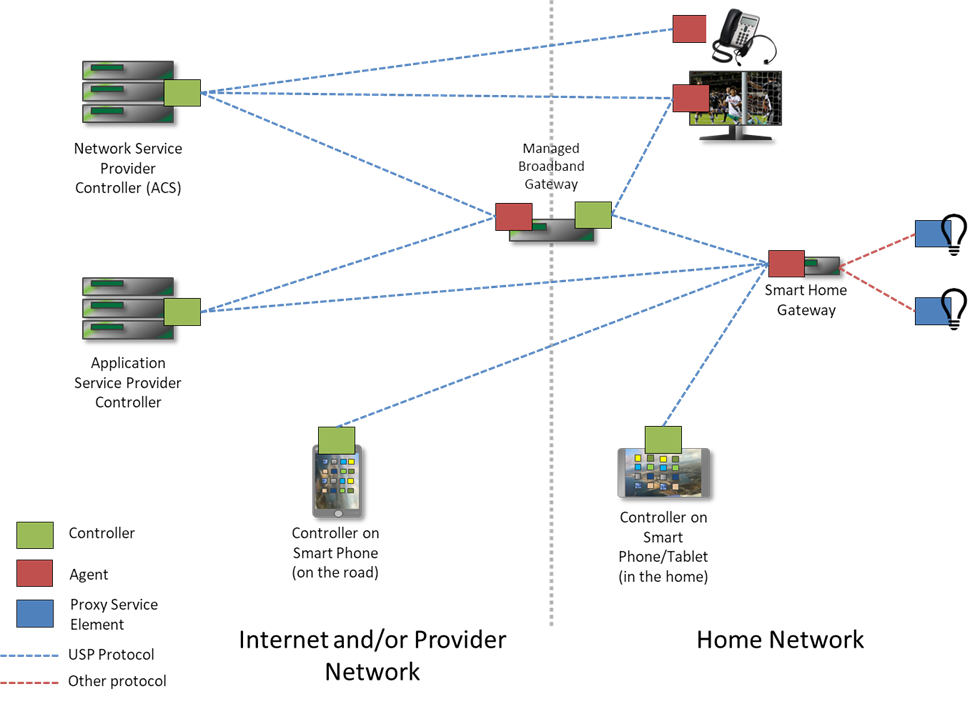 Network Service
Provider
Controller (ACS)
Managed
Broadband
Gateway
Smart Home
Gateway
Application
Service Provider
Controller
Controller on
Smart Phone
(on the road)
Controller on
Smart
Phone/Tablet
(in the home)
Controller
Agent
Proxy Service
Element
USP Protocol
Other protocol
Internet and/or Provider
Network
Home Network